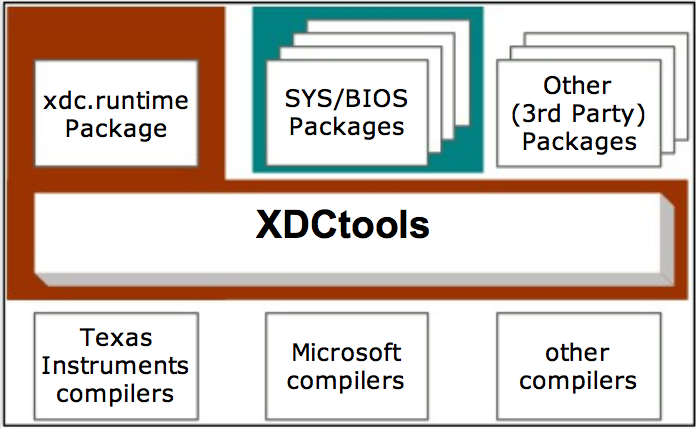 xdc.runtime
Package
SYS/BIOS
Packages
Other
(3rd Party)
Packages
XDCtools
Texas
Instruments
compilers
Microsoft
compilers
other
compilers